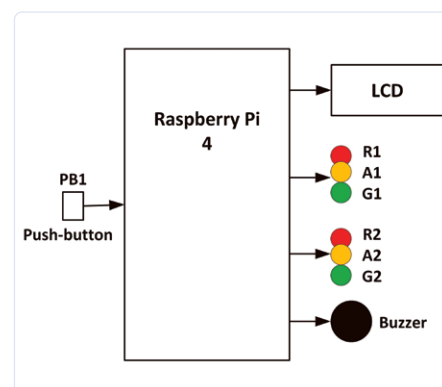 Raspberry Pi
4
PB1
Push-button
LCD
R1
A1
G1
R2
A2
G2
Buzzer